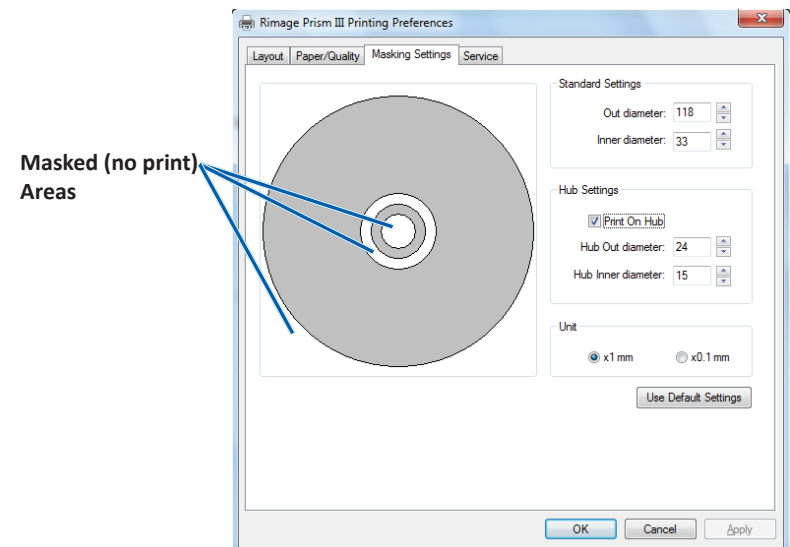 Rimage Prism III Printing Preferences
Layout Paper/Quality Masking Settings Service
Masked (no print)
Areas
Standard Settings
Out diameter: 118
Inner diameter: 33
Hub Settings
Print On Hub
Hub Out diameter: 24
Hub Inner diameter: 15
Unit
x1 mm x0.1 mm
Use Default Settings
OK Cancel Apply